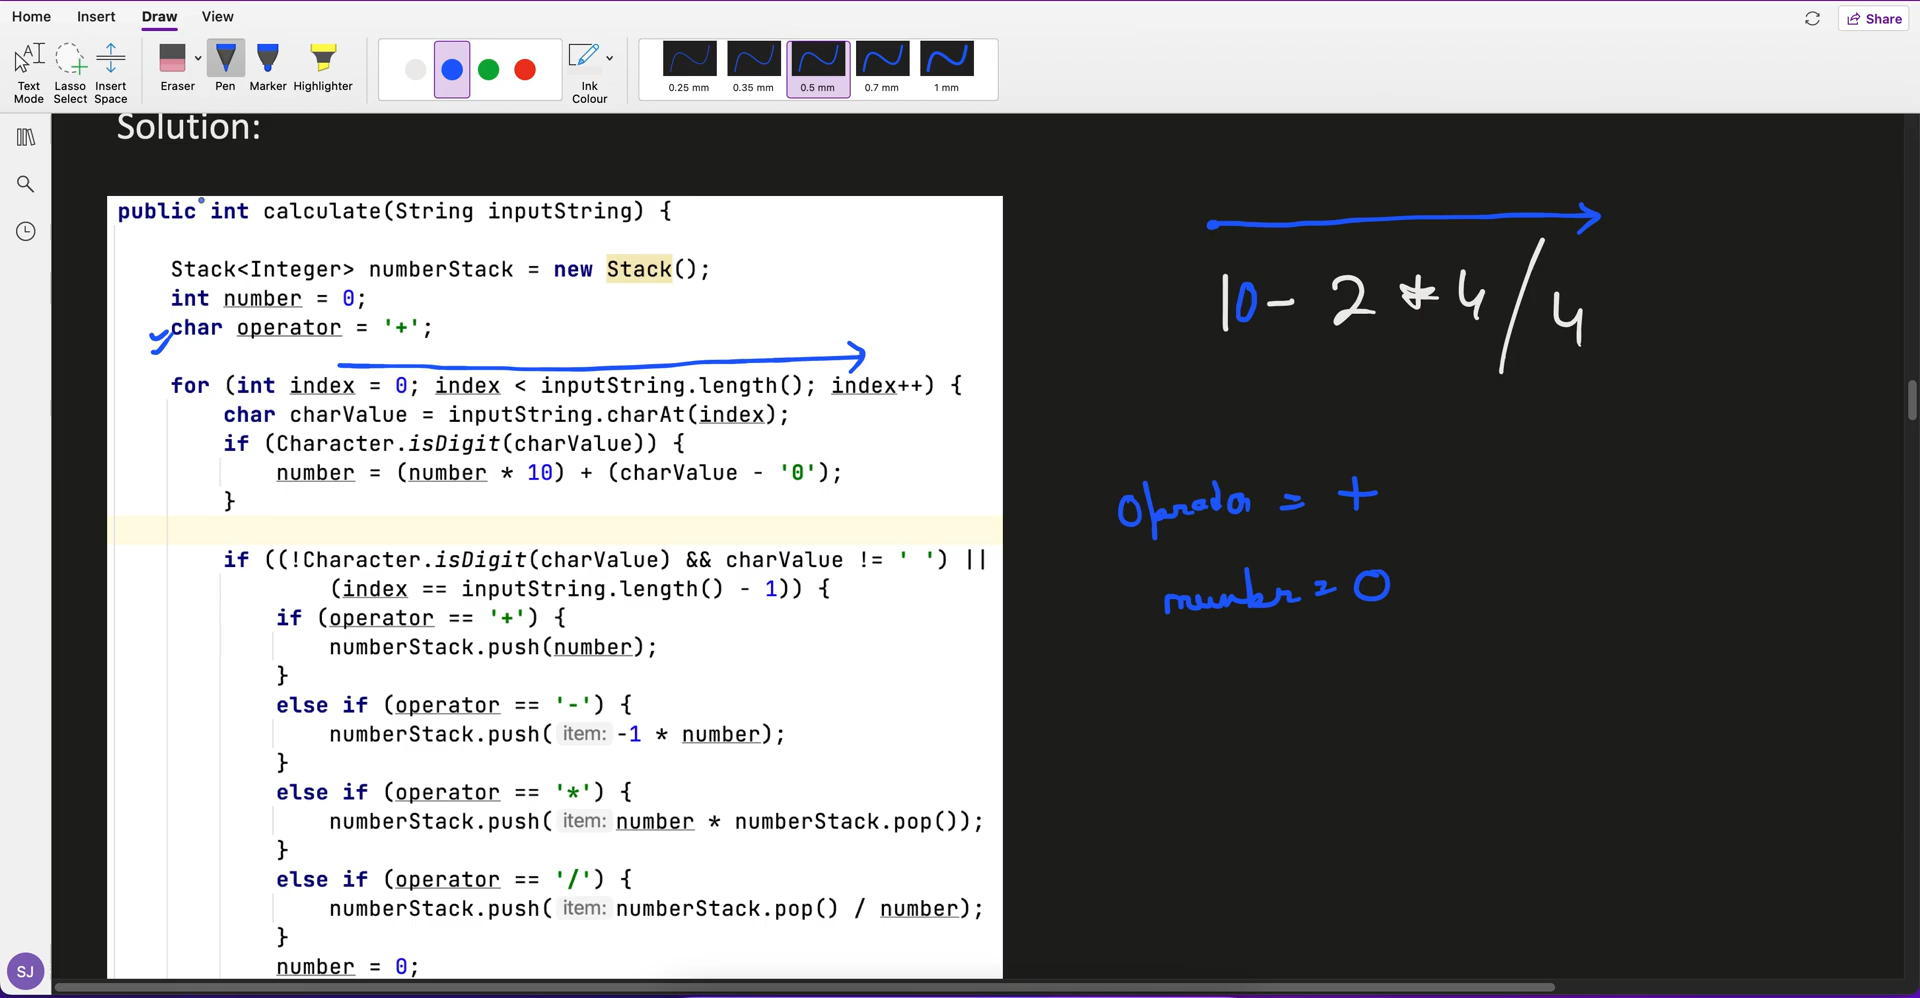 Home Insert Draw View
Share
Text Mode
Lasso Select
Insert Space
Eraser
Pen
Marker
Highlighter
Ink Colour
0.25 mm
0.35 mm
0.5 mm
0.7 mm
1 mm
Solution:
public int calculate(String inputString) {
Stack<Integer> numberStack = new Stack();
int number = 0;
char operator = '+';
for (int index = 0; index < inputString.length(); index++) {
char charValue = inputString.charAt(index);
if (Character.isDigit(charValue)) {
number = (number * 10) + (charValue - '0');
}
if ((!Character.isDigit(charValue) && charValue != ' ') ||
(index == inputString.length() - 1)) {
if (operator == '+') {
numberStack.push(number);
}
else if (operator == '-') {
numberStack.push( item: -1 * number);
}
else if (operator == '*') {
numberStack.push( item: number * numberStack.pop());
}
else if (operator == '/') {
numberStack.push( item: numberStack.pop() / number);
}
number = 0;
10 - 2 * 4 / 4
Operator = +
number = 0
SJ